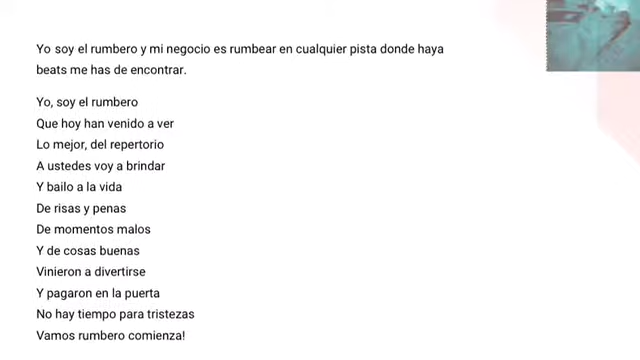 Yo soy el rumbero y mi negocio es rumbear en cualquier pista donde haya
beats me has de encontrar.
Yo, soy el rumbero
Que hoy han venido a ver
Lo mejor, del repertorio
A ustedes voy a brindar
Y bailo a la vida
De risas y penas
De momentos malos
Y de cosas buenas
Vinieron a divertirse
Y pagaron en la puerta
No hay tiempo para tristezas
Vamos rumbero comienza!